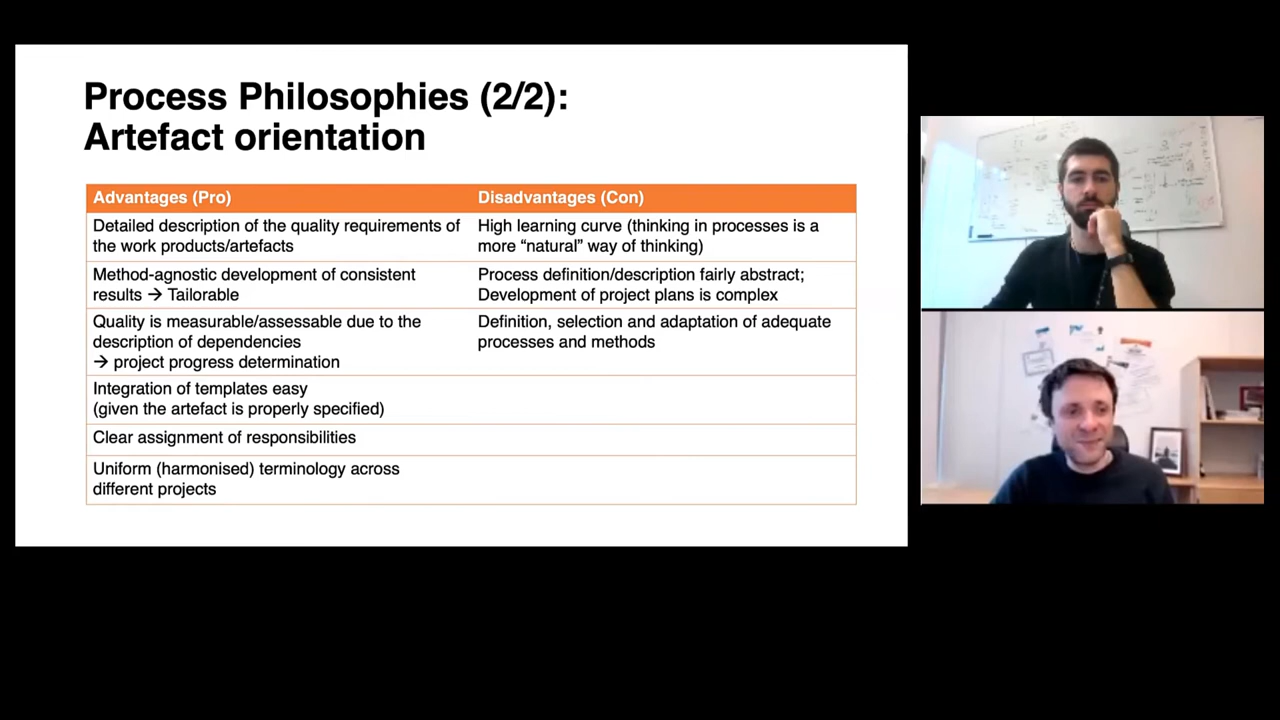 Process Philosophies (2/2):
Artefact orientation
Advantages (Pro)
Disadvantages (Con)
Detailed description of the quality requirements of
the work products/artefacts
High learning curve (thinking in processes is a
more “natural” way of thinking)
Method-agnostic development of consistent
results → Tailorable
Process definition/description fairly abstract;
Development of project plans is complex
Quality is measurable/assessable due to the
description of dependencies
→ project progress determination
Definition, selection and adaptation of adequate
processes and methods
Integration of templates easy
(given the artefact is properly specified)
Clear assignment of responsibilities
Uniform (harmonised) terminology across
different projects